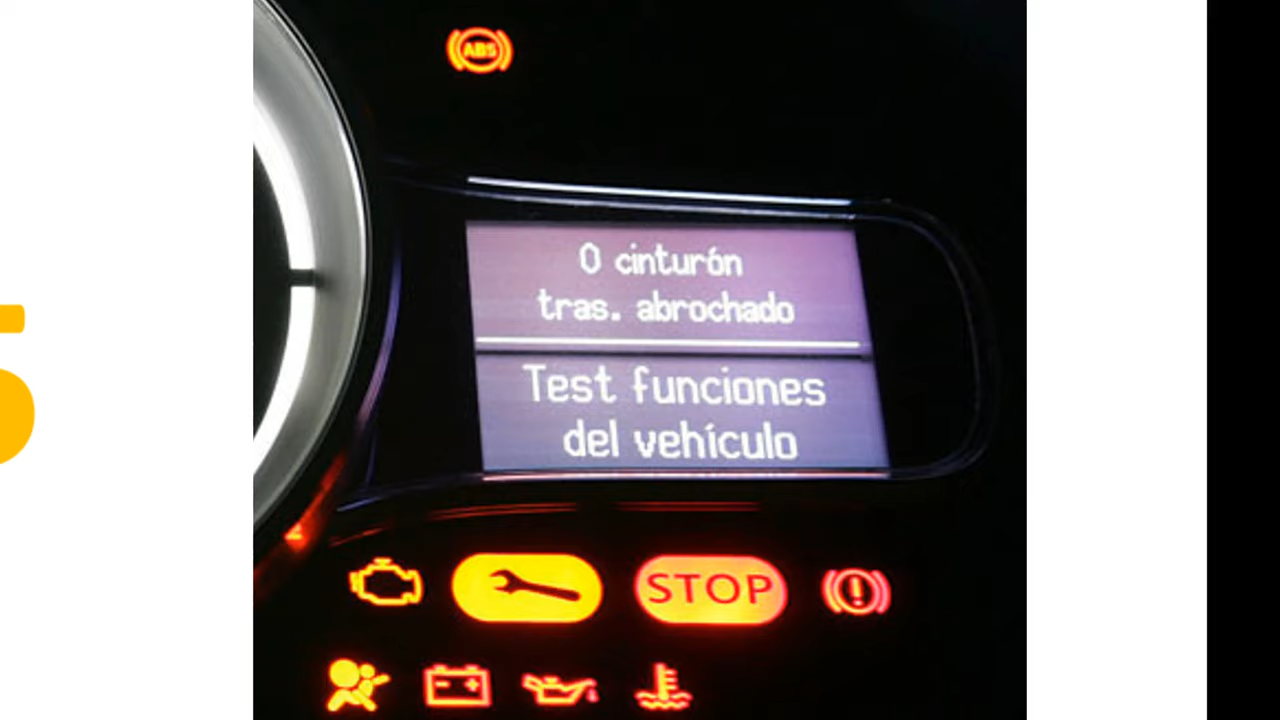 ABS
0 cinturón
tras. abrochado
Test funciones
del vehículo
STOP